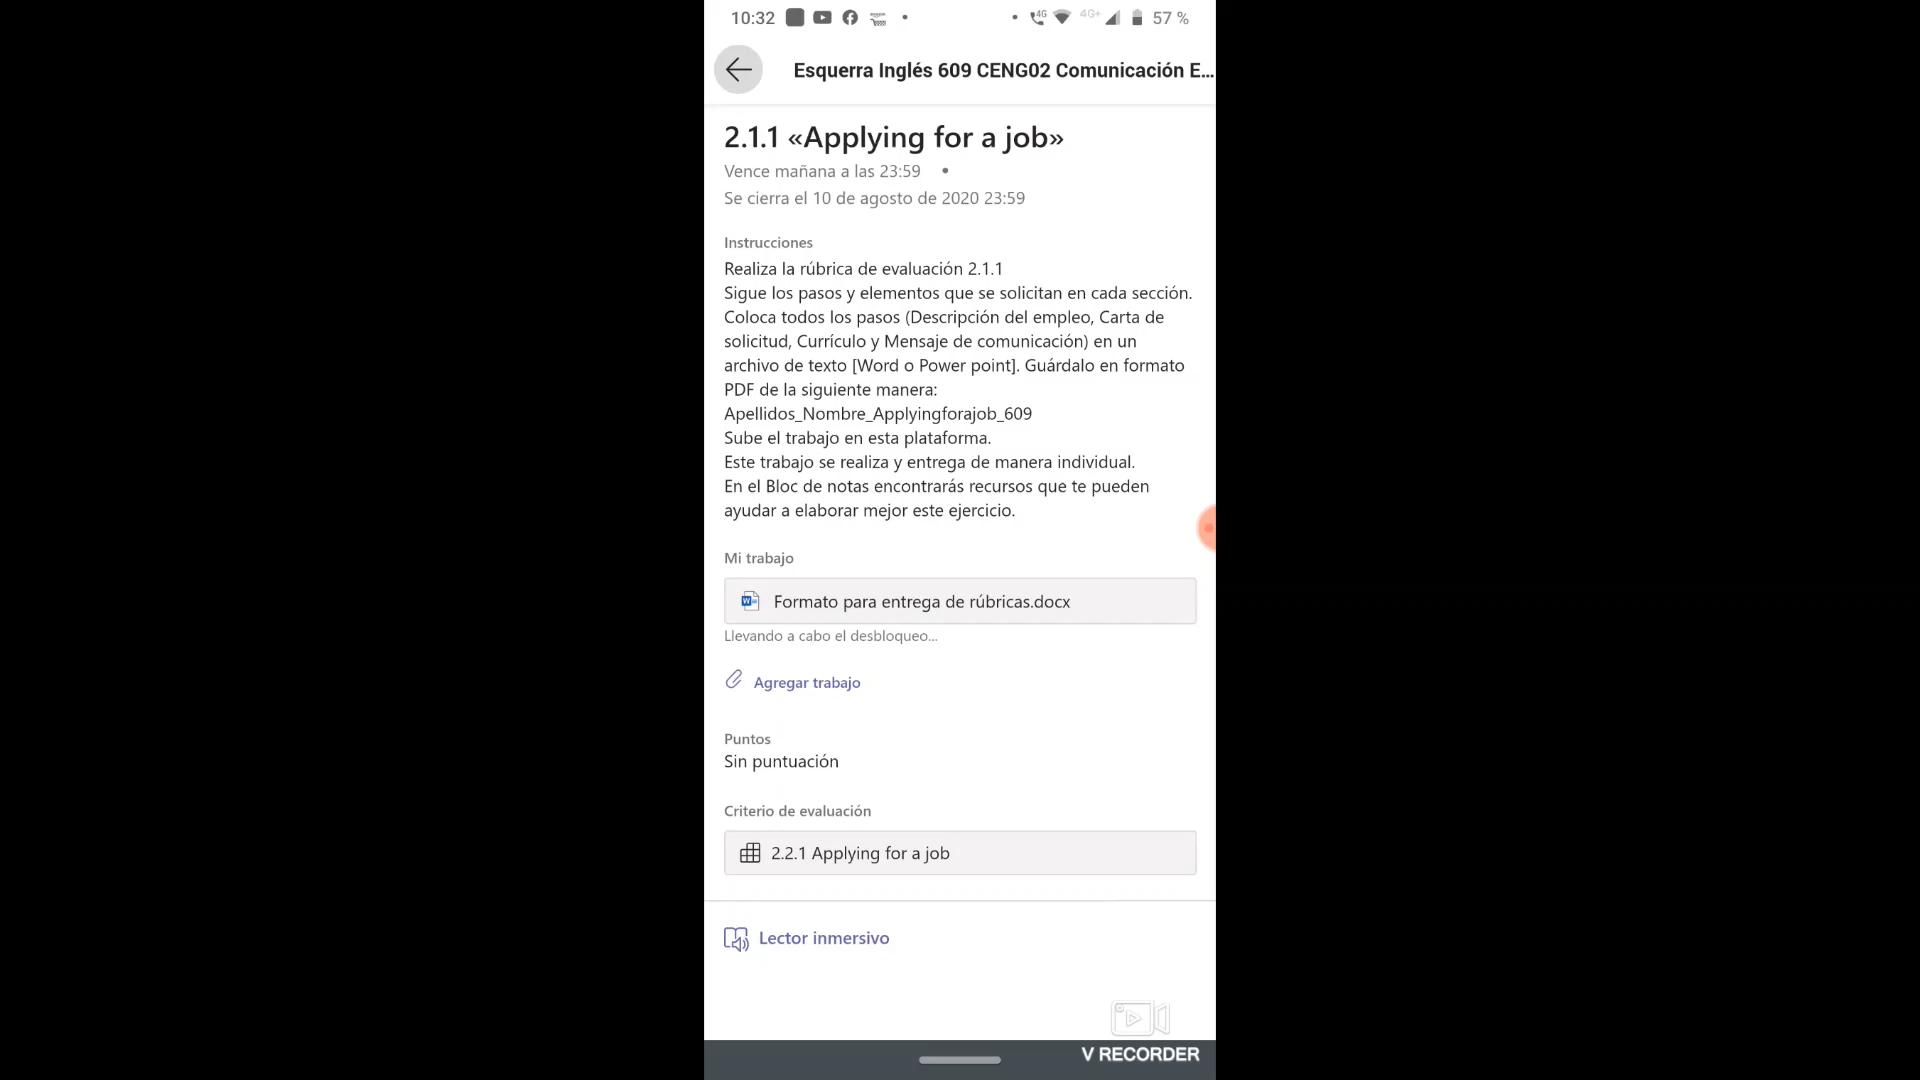 10:32 4G 4G+ 57 %
Esquerra Inglés 609 CENG02 Comunicación E...
2.1.1 «Applying for a job»
Vence mañana a las 23:59 •
Se cierra el 10 de agosto de 2020 23:59
Instrucciones
Realiza la rúbrica de evaluación 2.1.1
Sigue los pasos y elementos que se solicitan en cada sección.
Coloca todos los pasos (Descripción del empleo, Carta de
solicitud, Currículo y Mensaje de comunicación) en un
archivo de texto [Word o Power point]. Guárdalo en formato
PDF de la siguiente manera:
Apellidos_Nombre_Applyingforajob_609
Sube el trabajo en esta plataforma.
Este trabajo se realiza y entrega de manera individual.
En el Bloc de notas encontrarás recursos que te pueden
ayudar a elaborar mejor este ejercicio.
Mi trabajo
Formato para entrega de rúbricas.docx
Llevando a cabo el desbloqueo...
Agregar trabajo
Puntos
Sin puntuación
Criterio de evaluación
2.2.1 Applying for a job
Lector inmersivo
V RECORDER